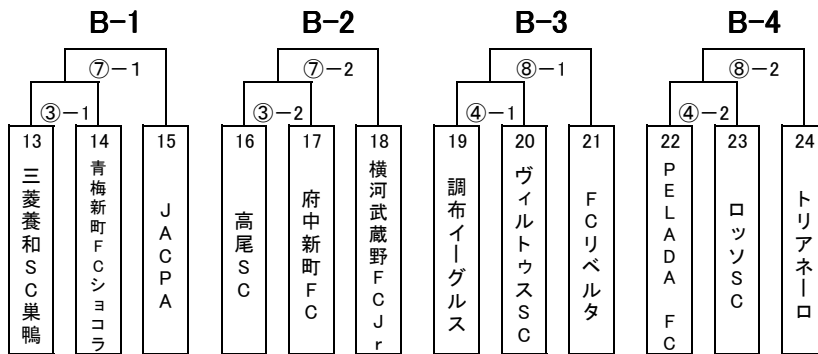 B-1 B-2 B-3 B-4
⑦-1 ⑦-2 ⑧-1 ⑧-2
③-1 ③-2 ④-1 ④-2
13 14 15 16 17 18 19 20 21 22 23 24
三菱養和SC巣鴨
青梅新町FCショコラ
JACPA
高尾SC
府中新町FC
横河武蔵野FCJr
調布イーグルス
ヴィルトゥスSC
FCリベルタ
PELADA FC
ロッソSC
トリアネーロ